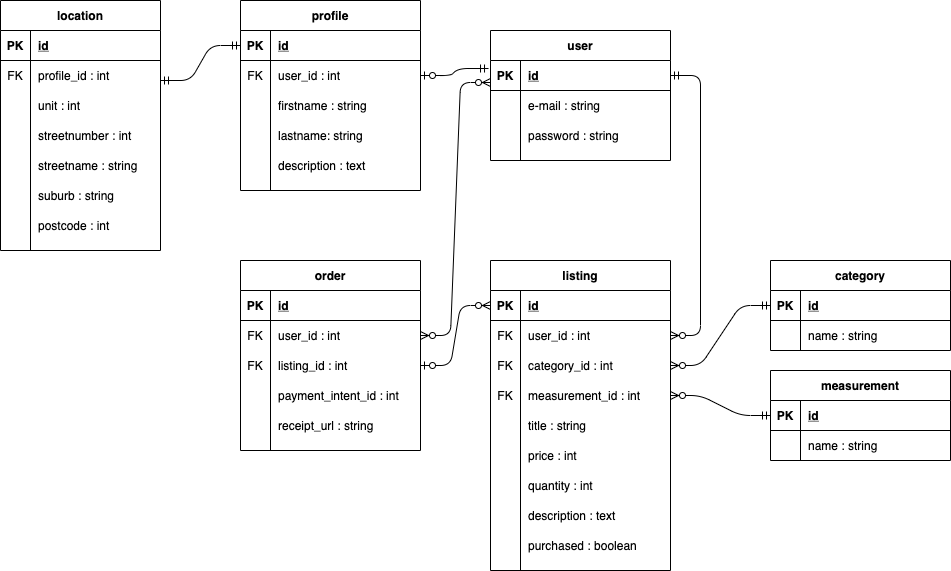 location
PK id
FK profile_id : int
unit : int
streetnumber : int
streetname : string
suburb : string
postcode : int
profile
PK id
FK user_id : int
firstname : string
lastname: string
description : text
user
PK id
e-mail : string
password : string
order
PK id
FK user_id : int
FK listing_id : int
payment_intent_id : int
receipt_url : string
listing
PK id
FK user_id : int
FK category_id : int
FK measurement_id : int
title : string
price : int
quantity : int
description : text
purchased : boolean
category
PK id
name : string
measurement
PK id
name : string